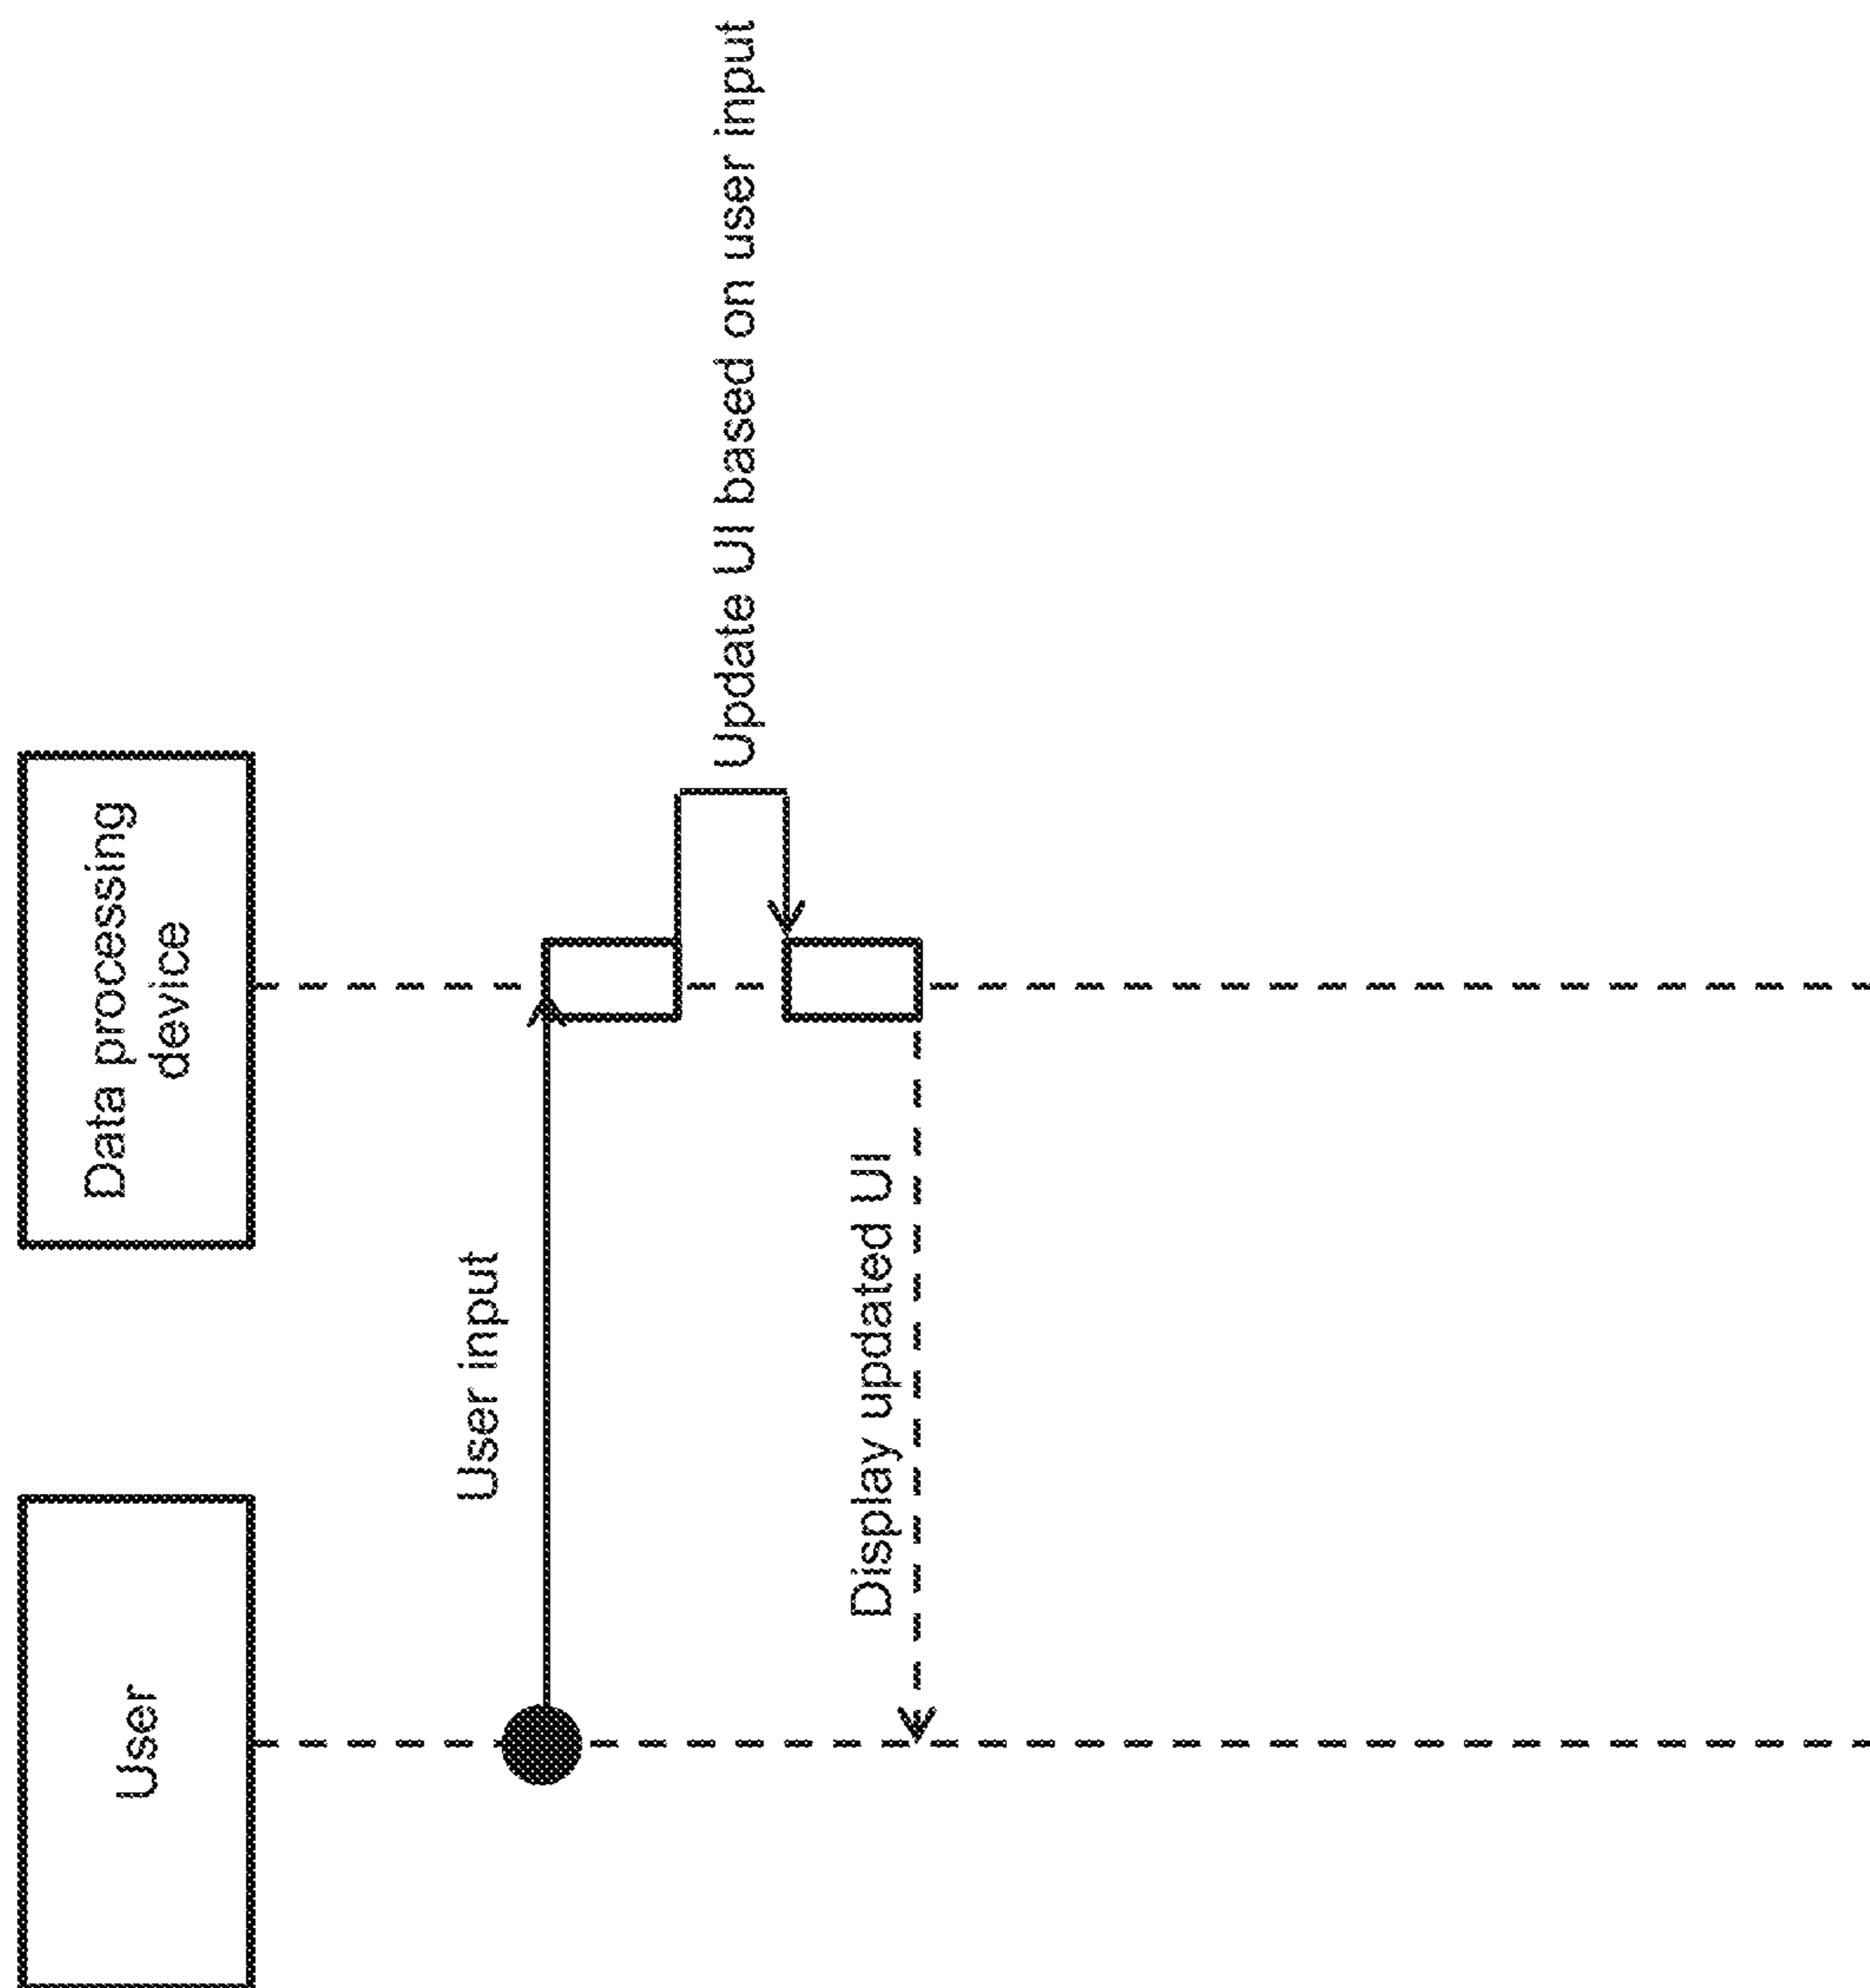 User
Data processing
device
User input
Update UI based on user input
Display updated UI